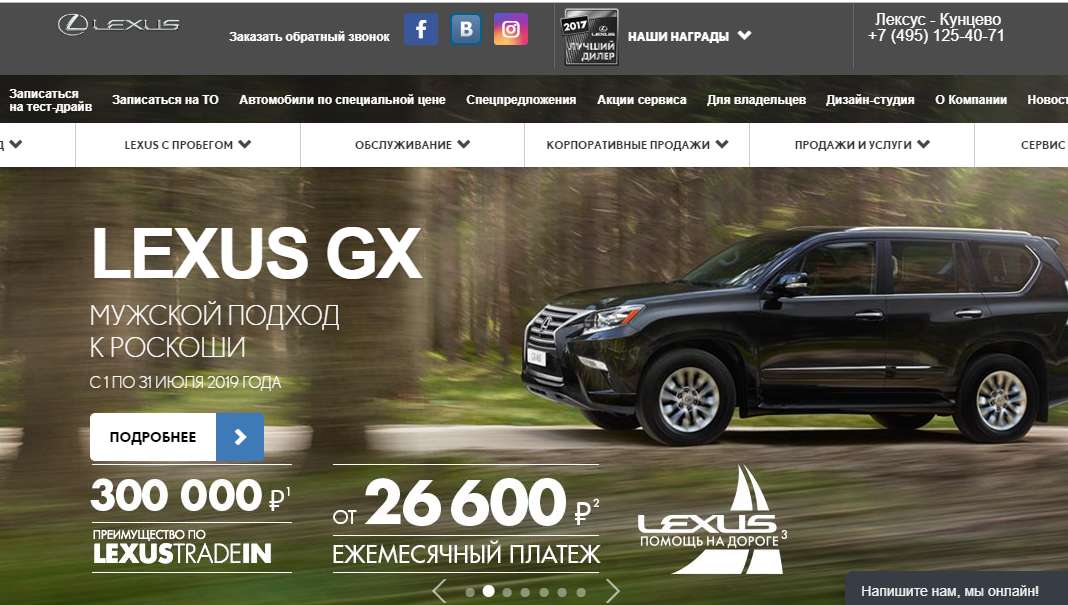 LEXUS
Заказать обратный звонок
2017
LEXUS
ЛУЧШИЙ
ДИЛЕР
НАШИ НАГРАДЫ
Лексус - Кунцево
+7 (495) 125-40-71
Записаться
на тест-драйв
Записаться на ТО
Автомобили по специальной цене
Спецпредложения
Акции сервиса
Для владельцев
Дизайн-студия
О Компании
Новост
LEXUS С ПРОБЕГОМ
ОБСЛУЖИВАНИЕ
КОРПОРАТИВНЫЕ ПРОДАЖИ
ПРОДАЖИ И УСЛУГИ
СЕРВИС
LEXUS GX
МУЖСКОЙ ПОДХОД
К РОСКОШИ
С 1 ПО 31 ИЮЛЯ 2019 ГОДА
ПОДРОБНЕЕ
300 000 ₽¹
ПРЕИМУЩЕСТВО ПО
LEXUSTRADEIN
ОТ 26 600 ₽²
ЕЖЕМЕСЯЧНЫЙ ПЛАТЕЖ
LEXUS
ПОМОЩЬ НА ДОРОГЕ³
Напишите нам, мы онлайн!